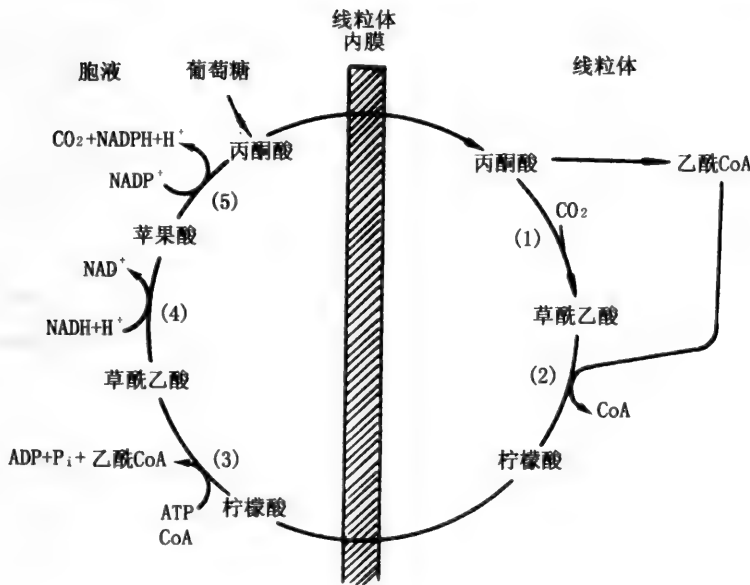 线粒体
内膜
胞液
葡萄糖
线粒体
CO₂+NADPH+H⁺
丙酮酸
丙酮酸
乙酰CoA
NADP⁺
(5)
CO₂
(1)
苹果酸
NAD⁺
(4)
NADH+H⁺
草酰乙酸
草酰乙酸
(2)
CoA
ADP+Pᵢ+乙酰CoA
(3)
柠檬酸
ATP
CoA
柠檬酸